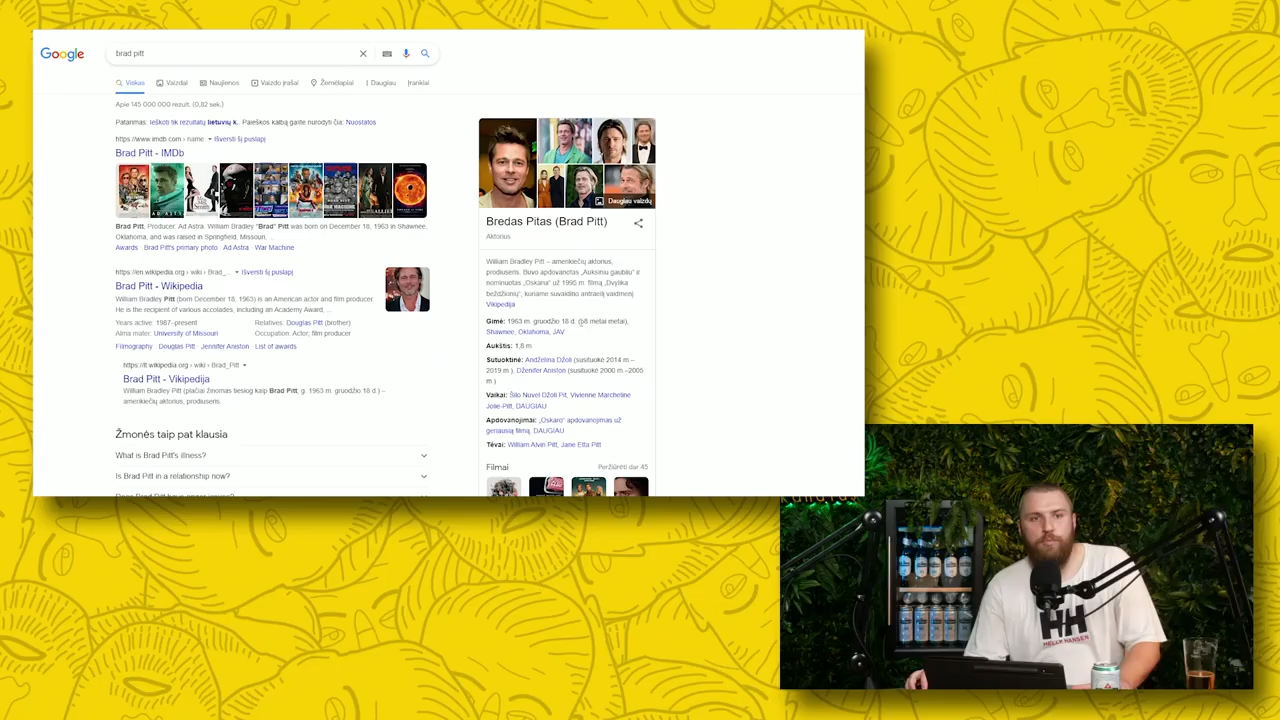 Google
brad pitt
Viskas
Vaizdai
Naujienos
Vaizdo įrašai
Žemėlapiai
Daugiau
Įrankiai
Apie 145 000 000 rezult. (0,82 sek.)
Patarimas. Ieškoti tik rezultatų lietuvių k.. Paieškos kalbą galite nurodyti čia: Nuostatos
https://www.imdb.com › name
Išversti šį puslapį
Brad Pitt - IMDb
Brad Pitt, Producer: Ad Astra. William Bradley "Brad" Pitt was born on December 18, 1963 in Shawnee,
Oklahoma, and was raised in Springfield, Missouri, ...
Awards · Brad Pitt's primary photo · Ad Astra · War Machine
https://en.wikipedia.org › wiki › Brad_...
Išversti šį puslapį
Brad Pitt - Wikipedia
William Bradley Pitt (born December 18, 1963) is an American actor and film producer.
He is the recipient of various accolades, including an Academy Award, ...
Years active: 1987–present
Relatives: Douglas Pitt (brother)
Alma mater: University of Missouri
Occupation: Actor; film producer
Filmography · Douglas Pitt · Jennifer Aniston · List of awards
https://lt.wikipedia.org › wiki › Brad_Pitt
Brad Pitt - Vikipedija
William Bradley Pitt (plačiai žinomas tiesiog kaip Brad Pitt, g. 1963 m. gruodžio 18 d.) –
amerikiečių aktorius, prodiuseris.
Žmonės taip pat klausia
What is Brad Pitt's illness?
Is Brad Pitt in a relationship now?
Daugiau vaizdų
Bredas Pitas (Brad Pitt)
Aktorius
William Bradley Pitt – amerikiečių aktorius,
prodiuseris. Buvo apdovanotas „Auksiniu gaubliu" ir
nominuotas „Oskarui" už 1995 m. filmą „Dvylika
beždžionių", kuriame suvaidino antraeilį vaidmenį
Vikipedija
Gimė: 1963 m. gruodžio 18 d. (58 metai metai),
Shawnee, Oklahoma, JAV
Aukštis: 1,8 m
Sutuoktinė: Andželina Džoli (susituokė 2014 m.–
2019 m.), Dženifer Aniston (susituokė 2000 m.–2005
m.)
Vaikai: Šilo Nuvel Džoli Pit, Vivienne Marcheline
Jolie-Pitt, DAUGIAU
Apdovanojimai: „Oskaro" apdovanojimas už
geriausią filmą, DAUGIAU
Tėvai: William Alvin Pitt, Jane Etta Pitt
Filmai
Peržiūrėti dar 45
HH
HELLY HANSEN